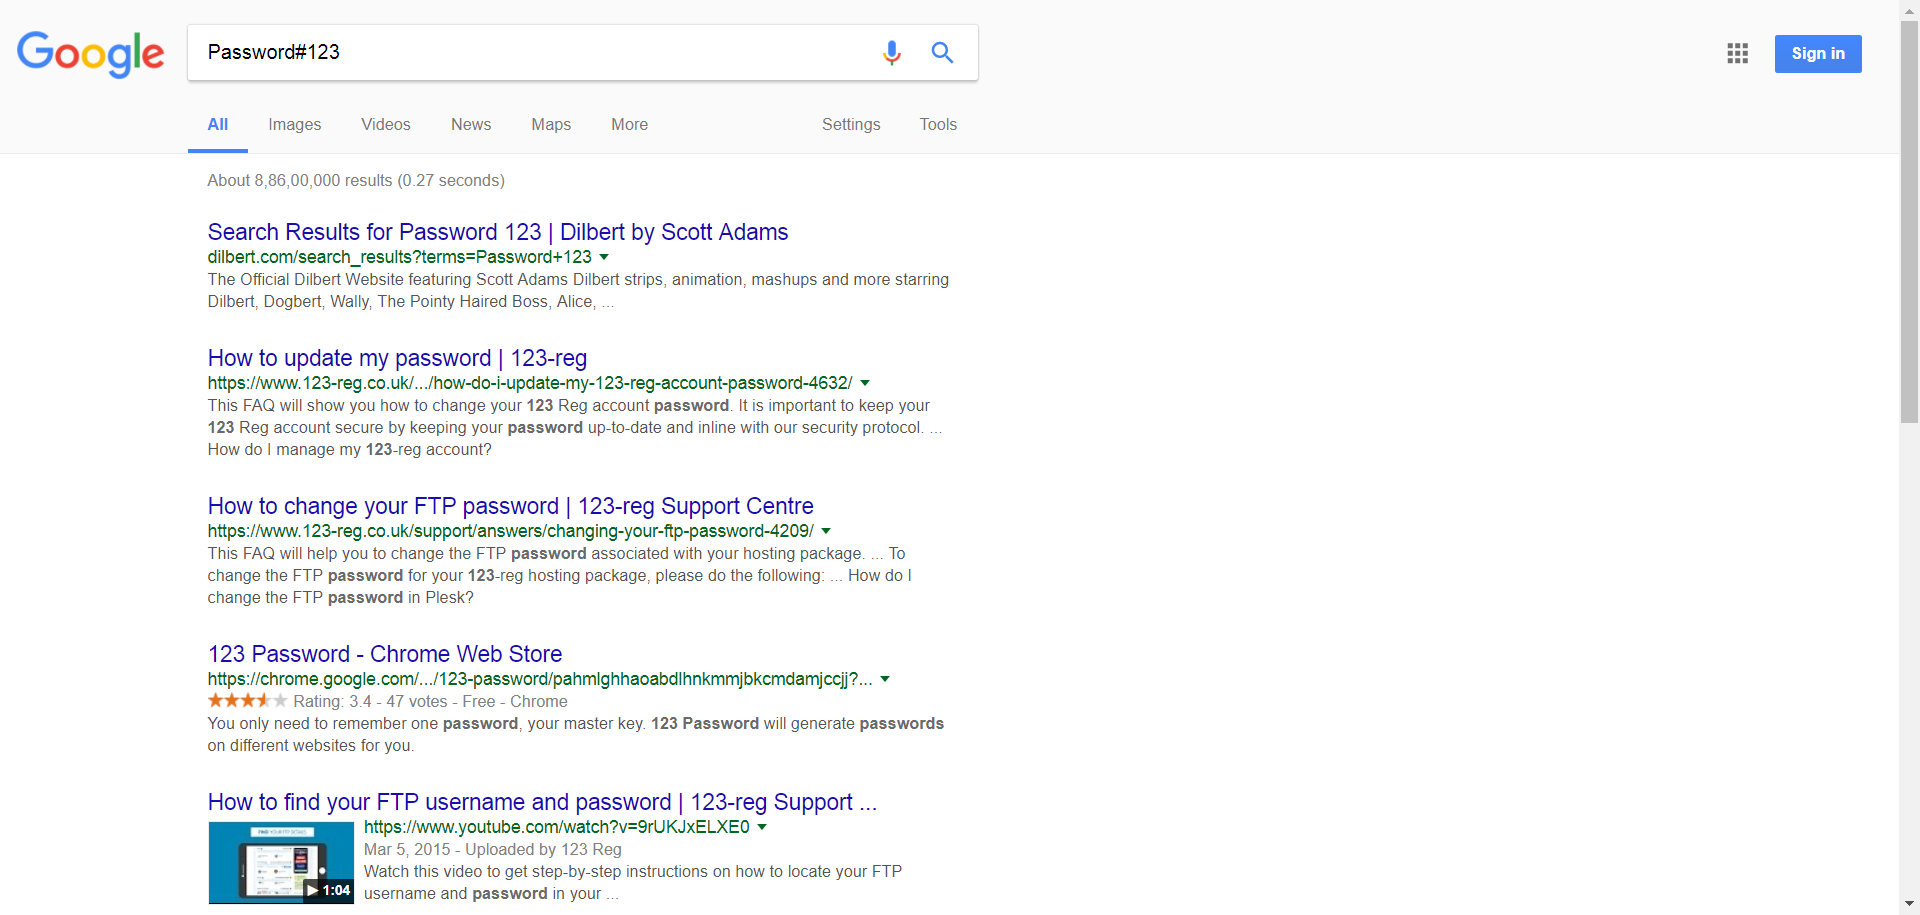 Google
Password#123
Sign in
All Images Videos News Maps More Settings Tools
About 8,86,00,000 results (0.27 seconds)
Search Results for Password 123 | Dilbert by Scott Adams
dilbert.com/search_results?terms=Password+123
The Official Dilbert Website featuring Scott Adams Dilbert strips, animation, mashups and more starring
Dilbert, Dogbert, Wally, The Pointy Haired Boss, Alice, ...
How to update my password | 123-reg
https://www.123-reg.co.uk/.../how-do-i-update-my-123-reg-account-password-4632/
This FAQ will show you how to change your 123 Reg account password. It is important to keep your
123 Reg account secure by keeping your password up-to-date and inline with our security protocol. ...
How do I manage my 123-reg account?
How to change your FTP password | 123-reg Support Centre
https://www.123-reg.co.uk/support/answers/changing-your-ftp-password-4209/
This FAQ will help you to change the FTP password associated with your hosting package. ... To
change the FTP password for your 123-reg hosting package, please do the following: ... How do I
change the FTP password in Plesk?
123 Password - Chrome Web Store
https://chrome.google.com/.../123-password/pahmlghhaoabdlhnkmmjbkcmdamjccjj?...
Rating: 3.4 - 47 votes - Free - Chrome
You only need to remember one password, your master key. 123 Password will generate passwords
on different websites for you.
How to find your FTP username and password | 123-reg Support ...
https://www.youtube.com/watch?v=9rUKJxELXE0
Mar 5, 2015 - Uploaded by 123 Reg
Watch this video to get step-by-step instructions on how to locate your FTP
username and password in your ...
FIND YOUR FTP DETAILS
1:04